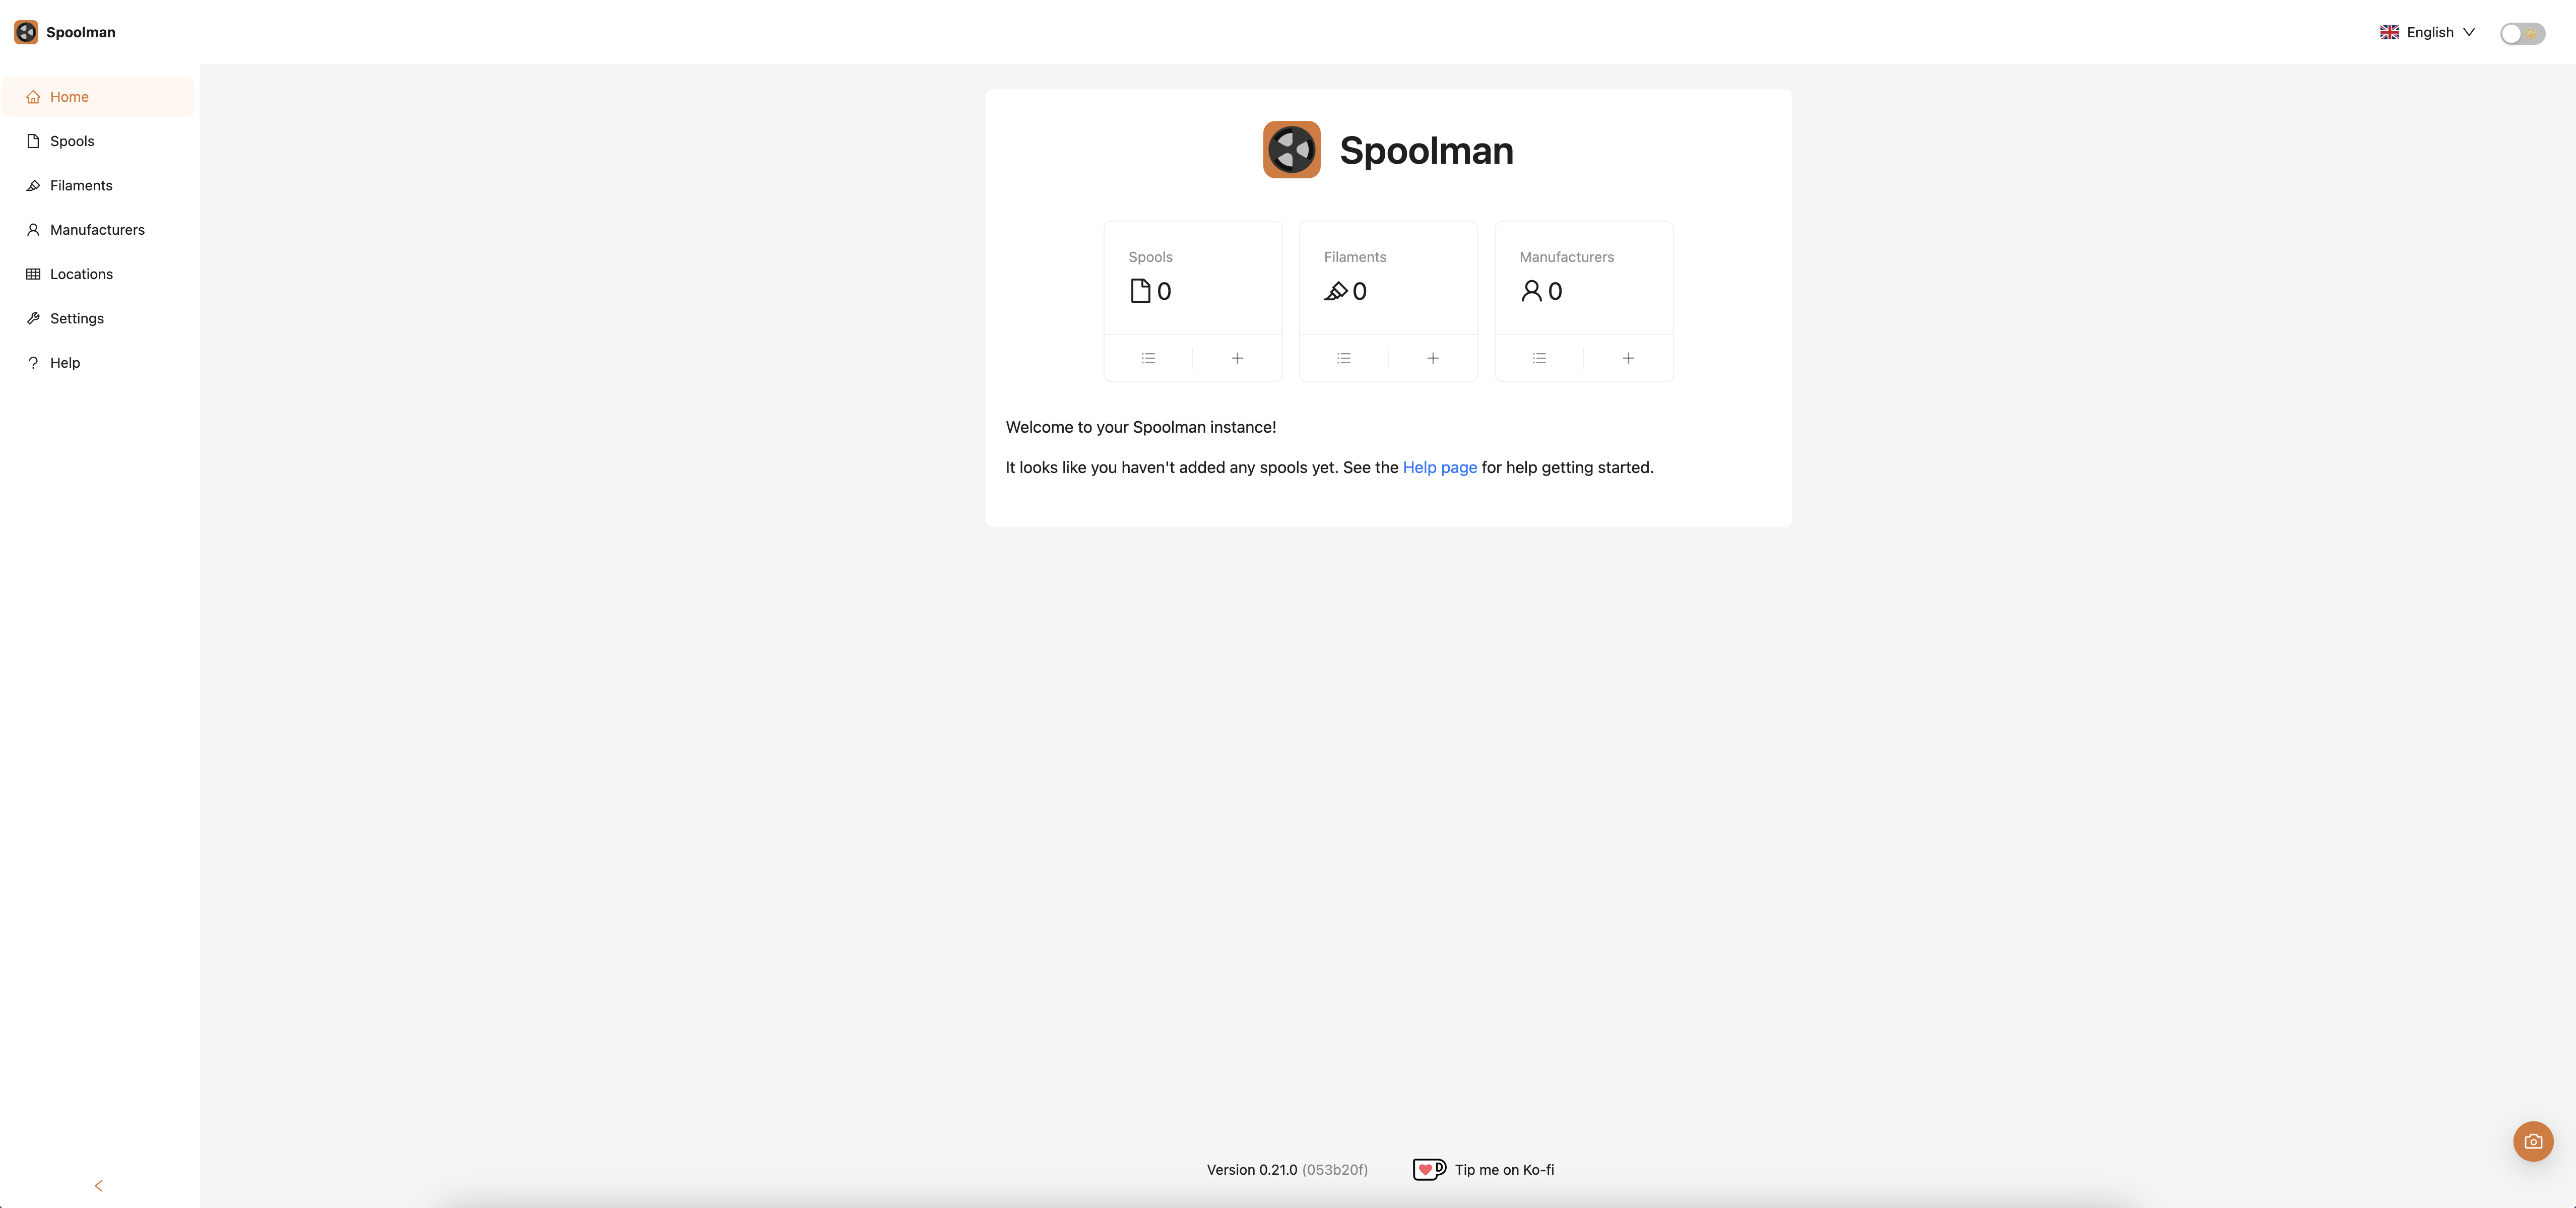 Spoolman
English
Home
Spools
Filaments
Manufacturers
Locations
Settings
Help
Spoolman
Spools
0
Filaments
0
Manufacturers
0
Welcome to your Spoolman instance!
It looks like you haven't added any spools yet. See the Help page for help getting started.
Version 0.21.0 (053b20f)
Tip me on Ko-fi